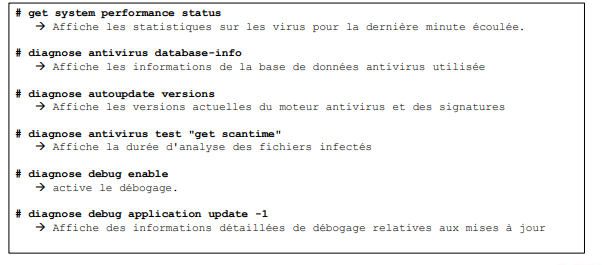 # get system performance status
→ Affiche les statistiques sur les virus pour la dernière minute écoulée.
# diagnose antivirus database-info
→ Affiche les informations de la base de données antivirus utilisée
# diagnose autoupdate versions
→ Affiche les versions actuelles du moteur antivirus et des signatures
# diagnose antivirus test "get scantime"
→ Affiche la durée d'analyse des fichiers infectés
# diagnose debug enable
→ active le débogage.
# diagnose debug application update -1
→ Affiche des informations détaillées de débogage relatives aux mises à jour